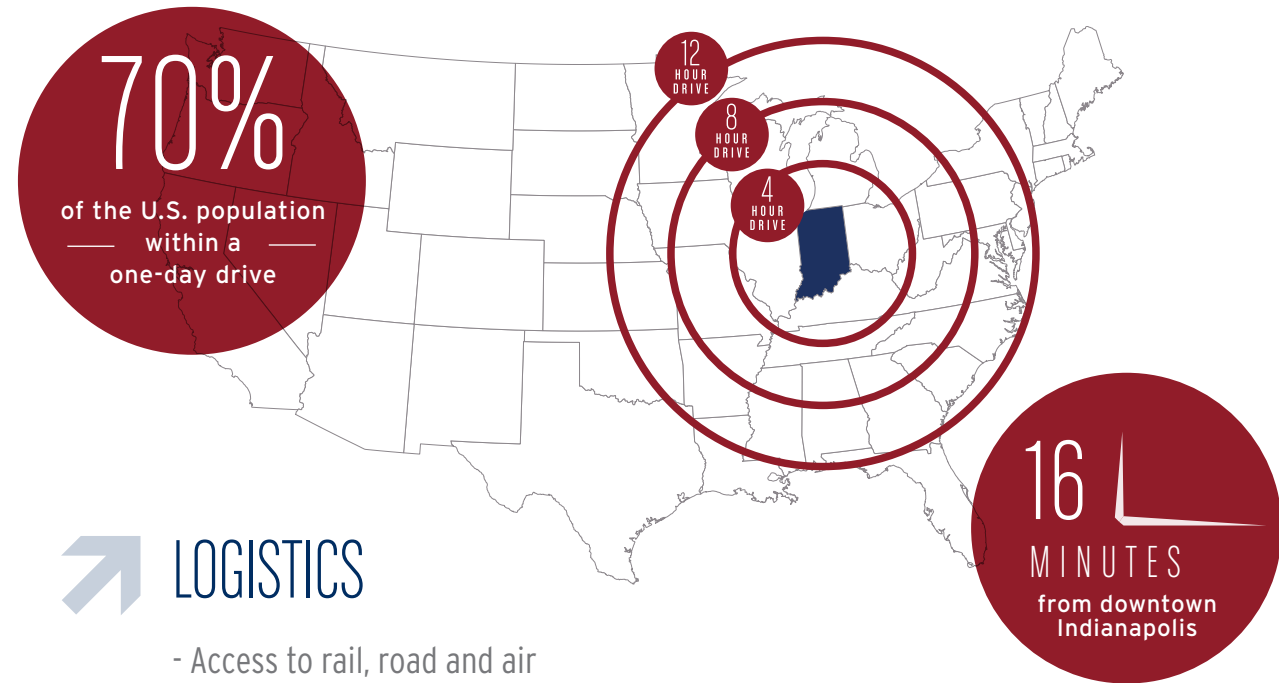 70%
of the U.S. population
within a
one-day drive
12
HOUR
DRIVE
8
HOUR
DRIVE
4
HOUR
DRIVE
16
MINUTES
from downtown
Indianapolis
LOGISTICS
- Access to rail, road and air